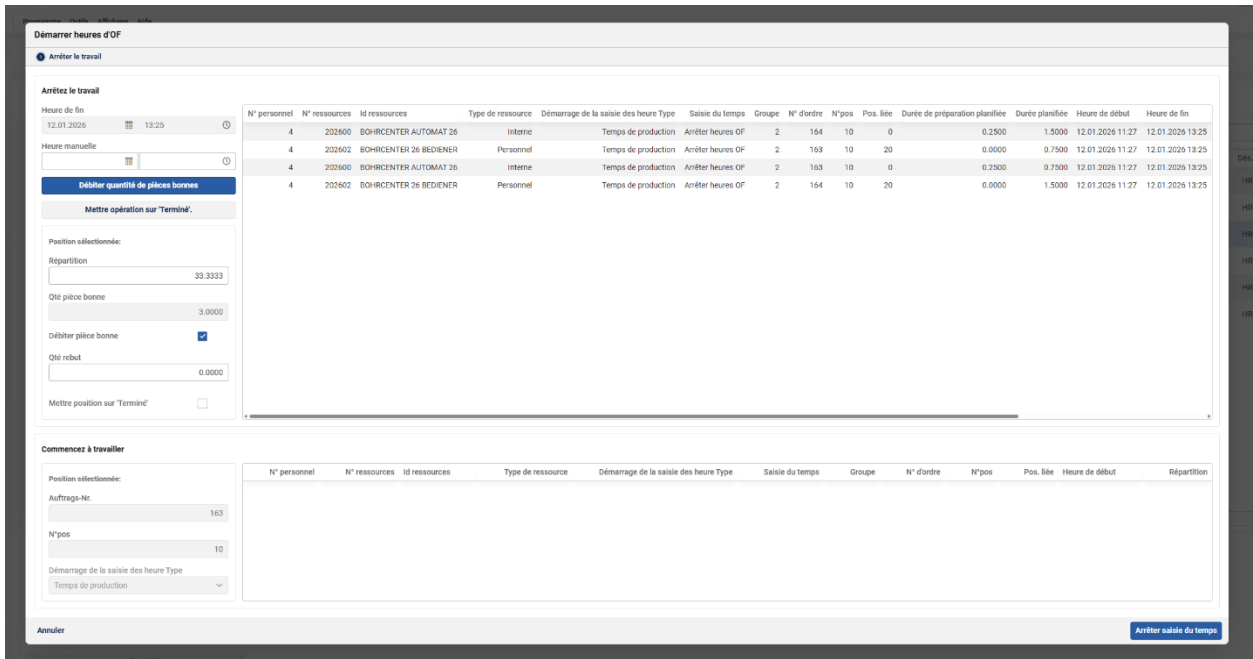 Programme Outils Affichage Aide
Démarrer heures d'OF
Arrêter le travail
Arrêtez le travail
Heure de fin
12.01.2026 13:25
Heure manuelle
Débiter quantité de pièces bonnes
Mettre opération sur 'Terminé'.
Position sélectionnée:
Répartition
33.3333
Qté pièce bonne
3.0000
Débiter pièce bonne
Qté rebut
0.0000
Mettre position sur 'Terminé'
N° personnel N° ressources Id ressources Type de ressource Démarrage de la saisie des heure Type Saisie du temps Groupe N° d'ordre N°pos Pos. liée Durée de préparation planifiée Durée planifiée Heure de début Heure de fin
4 202600 BOHRCENTER AUTOMAT 26 Interne Temps de production Arrêter heures OF 2 164 10 0 0.2500 1.5000 12.01.2026 11:27 12.01.2026 13:25
4 202602 BOHRCENTER 26 BEDIENER Personnel Temps de production Arrêter heures OF 2 163 10 20 0.0000 0.7500 12.01.2026 11:27 12.01.2026 13:25
4 202600 BOHRCENTER AUTOMAT 26 Interne Temps de production Arrêter heures OF 2 163 10 0 0.2500 0.7500 12.01.2026 11:27 12.01.2026 13:25
4 202602 BOHRCENTER 26 BEDIENER Personnel Temps de production Arrêter heures OF 2 164 10 20 0.0000 1.5000 12.01.2026 11:27 12.01.2026 13:25
Commencez à travailler
Position sélectionnée:
Auftrags-Nr.
163
N°pos
10
Démarrage de la saisie des heure Type
Temps de production
N° personnel N° ressources Id ressources Type de ressource Démarrage de la saisie des heure Type Saisie du temps Groupe N° d'ordre N°pos Pos. liée Heure de début Répartition
Annuler
Arrêter saisie du temps